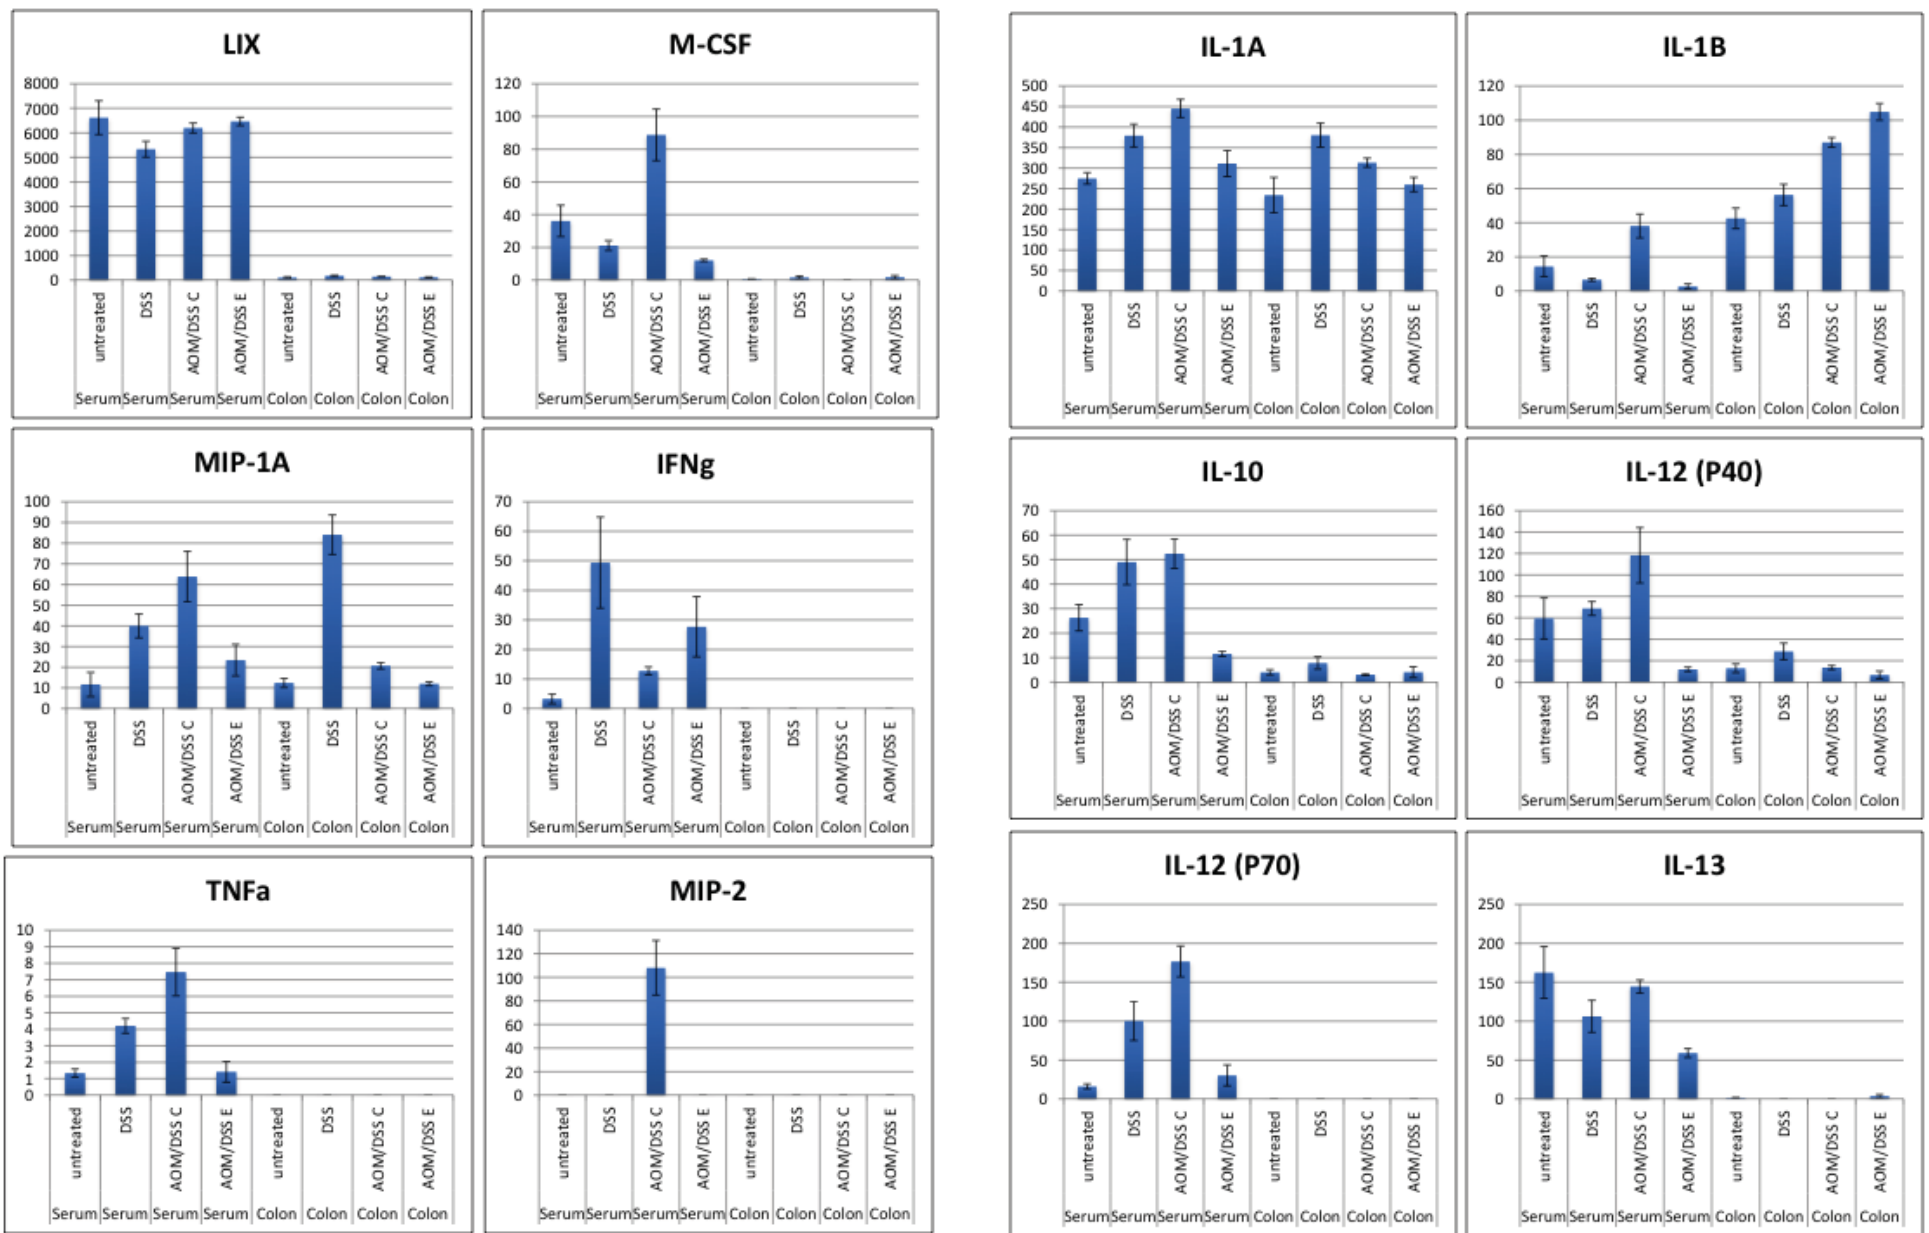 LIX
8000
7000
6000
5000
4000
3000
2000
1000
0
untreated DSS AOM/DSS C AOM/DSS E untreated DSS AOM/DSS C AOM/DSS E
Serum Serum Serum Serum Colon Colon Colon Colon
M-CSF
120
100
80
60
40
20
0
untreated DSS AOM/DSS C AOM/DSS E untreated DSS AOM/DSS C AOM/DSS E
Serum Serum Serum Serum Colon Colon Colon Colon
IL-1A
500
450
400
350
300
250
200
150
100
50
0
untreated DSS AOM/DSS C AOM/DSS E untreated DSS AOM/DSS C AOM/DSS E
Serum Serum Serum Serum Colon Colon Colon Colon
IL-1B
120
100
80
60
40
20
0
untreated DSS AOM/DSS C AOM/DSS E untreated DSS AOM/DSS C AOM/DSS E
Serum Serum Serum Serum Colon Colon Colon Colon
MIP-1A
100
90
80
70
60
50
40
30
20
10
0
untreated DSS AOM/DSS C AOM/DSS E untreated DSS AOM/DSS C AOM/DSS E
Serum Serum Serum Serum Colon Colon Colon Colon
IFNg
70
60
50
40
30
20
10
0
untreated DSS AOM/DSS C AOM/DSS E untreated DSS AOM/DSS C AOM/DSS E
Serum Serum Serum Serum Colon Colon Colon Colon
IL-10
70
60
50
40
30
20
10
0
untreated DSS AOM/DSS C AOM/DSS E untreated DSS AOM/DSS C AOM/DSS E
Serum Serum Serum Serum Colon Colon Colon Colon
IL-12 (P40)
160
140
120
100
80
60
40
20
0
untreated DSS AOM/DSS C AOM/DSS E untreated DSS AOM/DSS C AOM/DSS E
Serum Serum Serum Serum Colon Colon Colon Colon
TNFa
10
9
8
7
6
5
4
3
2
1
0
untreated DSS AOM/DSS C AOM/DSS E untreated DSS AOM/DSS C AOM/DSS E
Serum Serum Serum Serum Colon Colon Colon Colon
MIP-2
140
120
100
80
60
40
20
0
untreated DSS AOM/DSS C AOM/DSS E untreated DSS AOM/DSS C AOM/DSS E
Serum Serum Serum Serum Colon Colon Colon Colon
IL-12 (P70)
250
200
150
100
50
0
untreated DSS AOM/DSS C AOM/DSS E untreated DSS AOM/DSS C AOM/DSS E
Serum Serum Serum Serum Colon Colon Colon Colon
IL-13
250
200
150
100
50
0
untreated DSS AOM/DSS C AOM/DSS E untreated DSS AOM/DSS C AOM/DSS E
Serum Serum Serum Serum Colon Colon Colon Colon